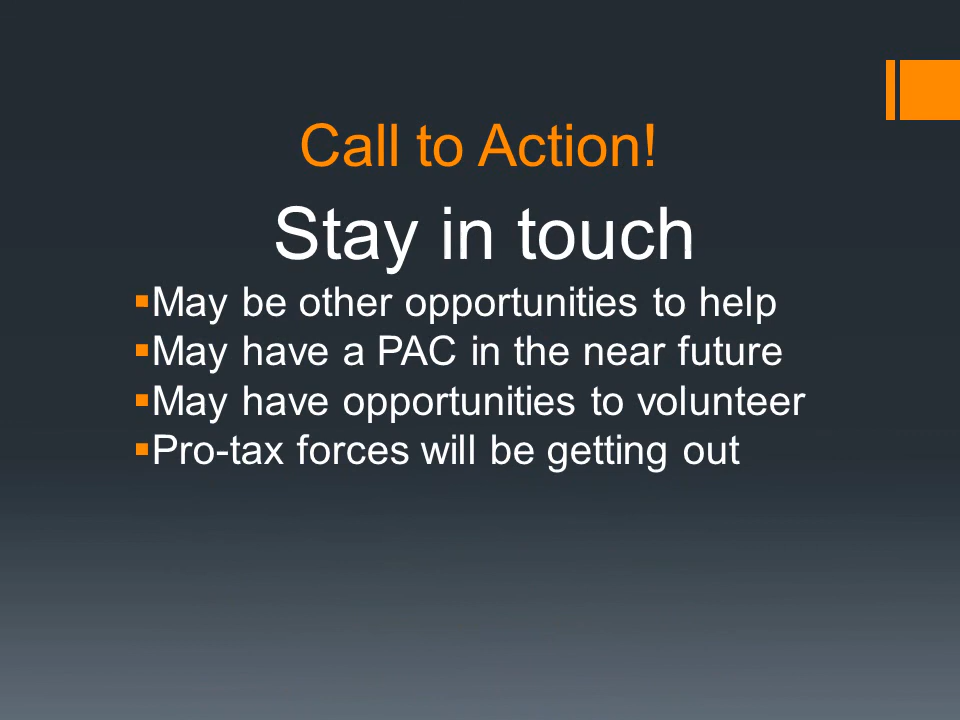 Call to Action!
Stay in touch
▪May be other opportunities to help
▪May have a PAC in the near future
▪May have opportunities to volunteer
▪Pro-tax forces will be getting out